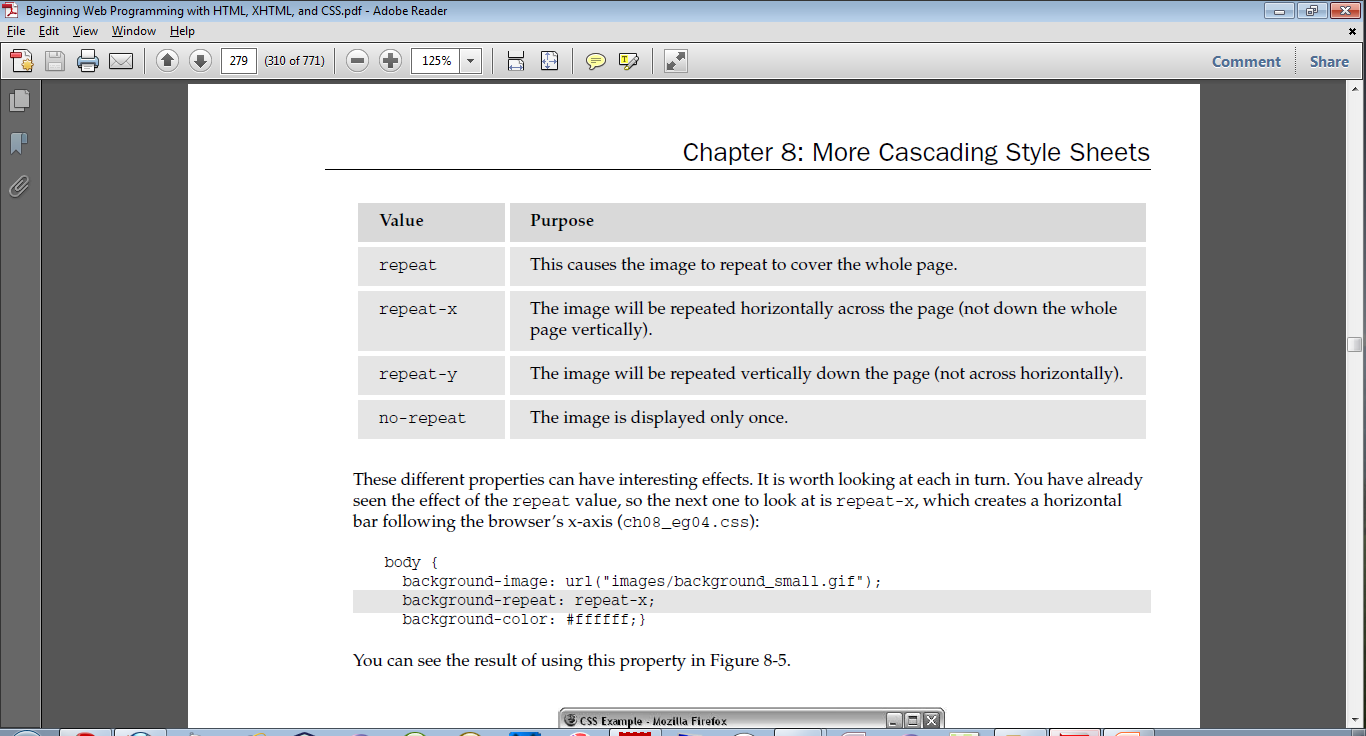 Beginning Web Programming with HTML, XHTML, and CSS.pdf - Adobe Reader
File Edit View Window Help
279 (310 of 771) 125% Comment Share
Chapter 8: More Cascading Style Sheets
Value Purpose
repeat This causes the image to repeat to cover the whole page.
repeat-x The image will be repeated horizontally across the page (not down the whole
page vertically).
repeat-y The image will be repeated vertically down the page (not across horizontally).
no-repeat The image is displayed only once.
These different properties can have interesting effects. It is worth looking at each in turn. You have already
seen the effect of the repeat value, so the next one to look at is repeat-x, which creates a horizontal
bar following the browser's x-axis (ch08_eg04.css):
body {
background-image: url("images/background_small.gif");
background-repeat: repeat-x;
background-color: #ffffff;}
You can see the result of using this property in Figure 8-5.
CSS Example - Mozilla Firefox